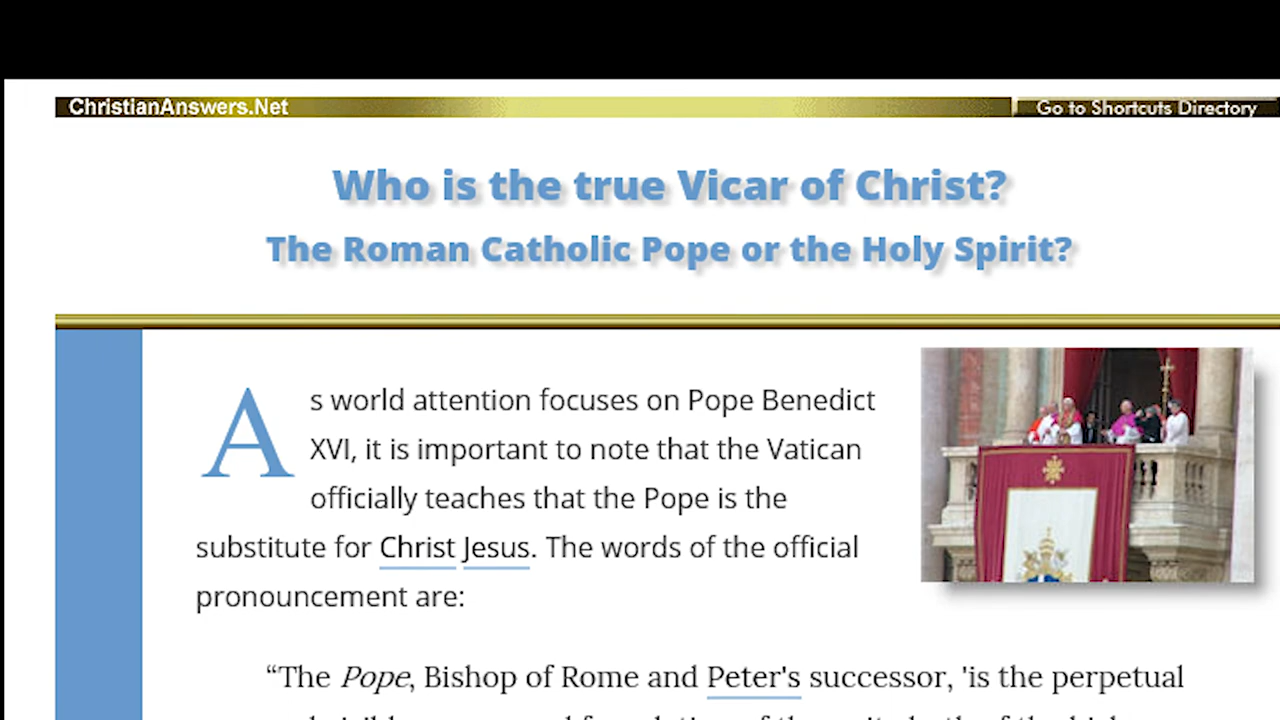 ChristianAnswers.Net
Go to Shortcuts Directory
Who is the true Vicar of Christ?
The Roman Catholic Pope or the Holy Spirit?
As world attention focuses on Pope Benedict
XVI, it is important to note that the Vatican
officially teaches that the Pope is the
substitute for Christ Jesus. The words of the official
pronouncement are:
“The Pope, Bishop of Rome and Peter's successor, 'is the perpetual